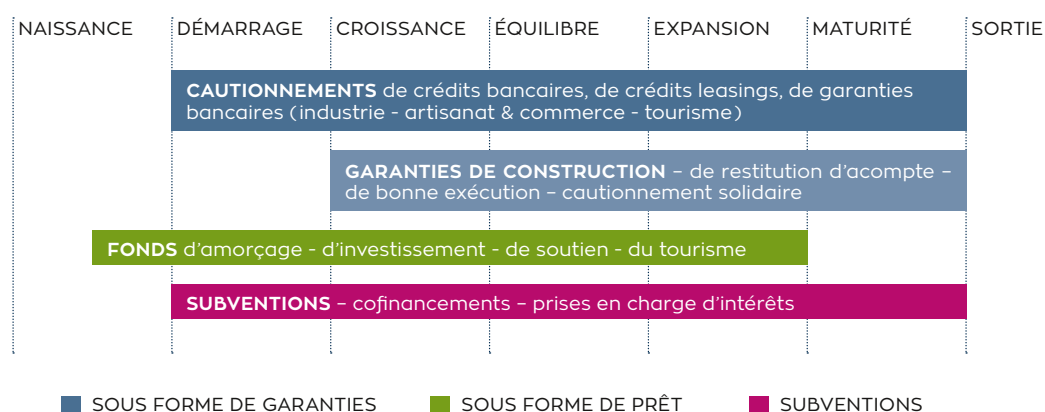 NAISSANCE DÉMARRAGE CROISSANCE ÉQUILIBRE EXPANSION MATURITÉ SORTIE
CAUTIONNEMENTS de crédits bancaires, de crédits leasings, de garanties
bancaires (industrie - artisanat & commerce - tourisme)
GARANTIES DE CONSTRUCTION – de restitution d'acompte –
de bonne exécution – cautionnement solidaire
FONDS d'amorçage - d'investissement - de soutien - du tourisme
SUBVENTIONS – cofinancements – prises en charge d'intérêts
SOUS FORME DE GARANTIES SOUS FORME DE PRÊT SUBVENTIONS